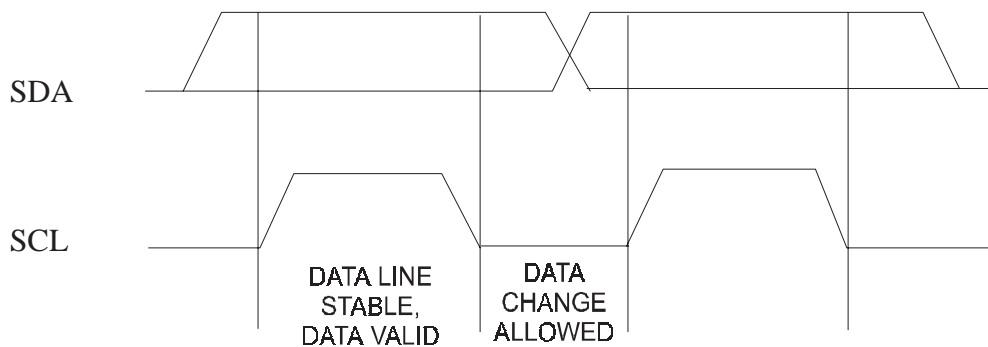 SDA
SCL
DATA LINE
STABLE,
DATA VALID
DATA
CHANGE
ALLOWED